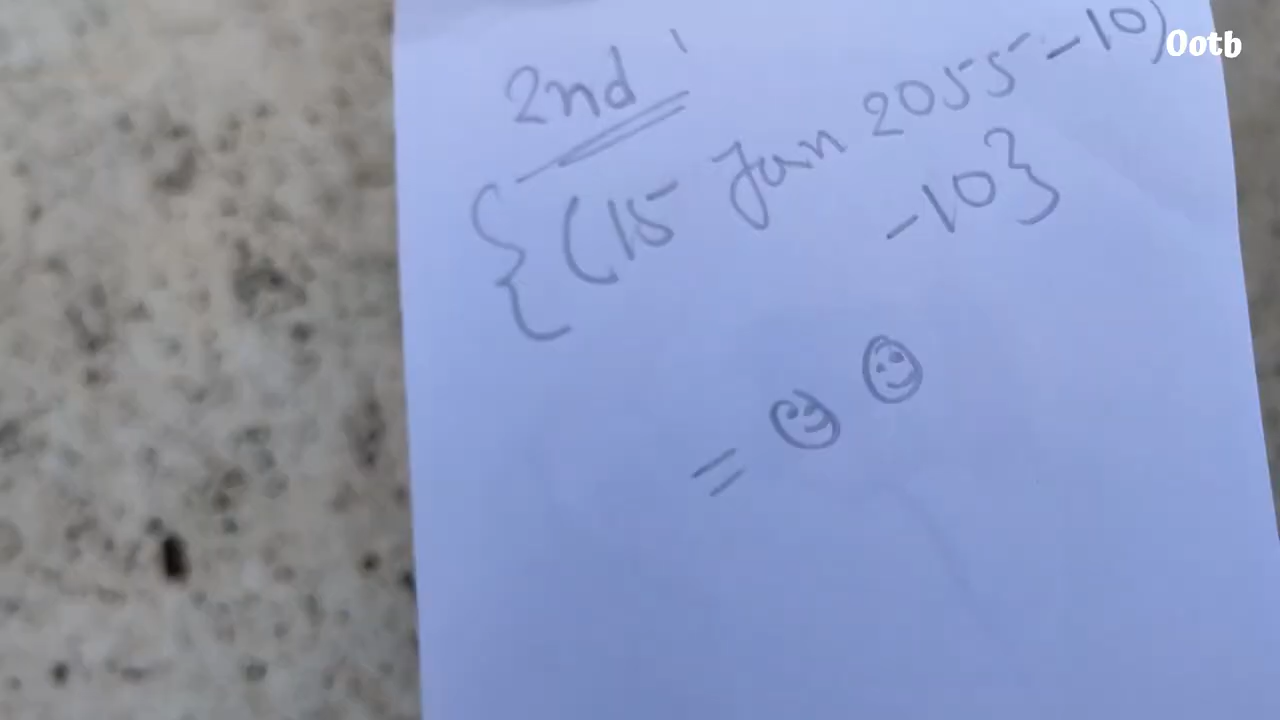 2nd
{(15 Jan 2055-10)
-10}
=
Ootb